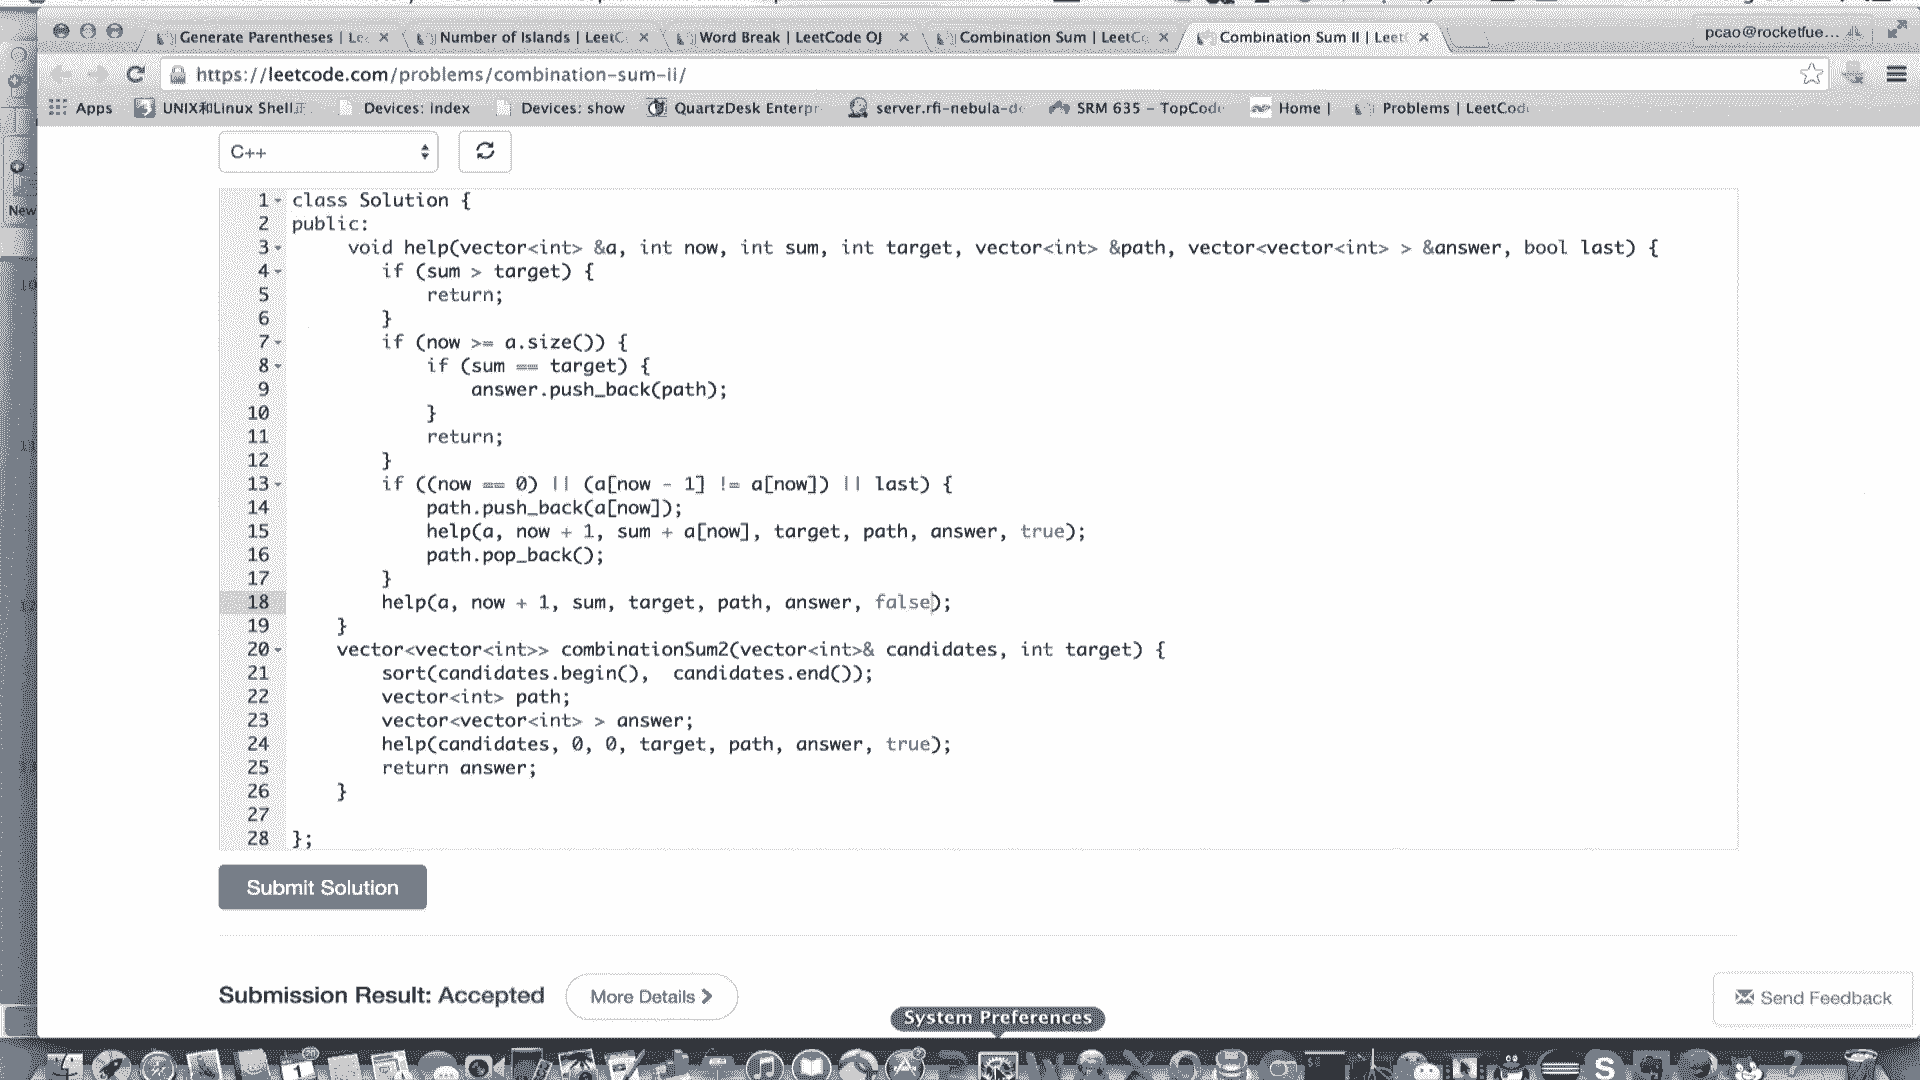 Generate Parentheses | Le
Number of Islands | LeetC
Word Break | LeetCode OJ
Combination Sum | LeetCo
Combination Sum II | Leet
pcao@rocketfue...
https://leetcode.com/problems/combination-sum-ii/
Apps
UNIX和Linux Shell
Devices: Index
Devices: show
QuartzDesk Enterpr
server.rfi-nebula-d
SRM 635 - TopCode
Home |
Problems | LeetCod
New
C++
1 class Solution {
2 public:
3 void help(vector<int> &a, int now, int sum, int target, vector<int> &path, vector<vector<int> > &answer, bool last) {
4 if (sum > target) {
5 return;
6 }
7 if (now >= a.size()) {
8 if (sum == target) {
9 answer.push_back(path);
10 }
11 return;
12 }
13 if ((now == 0) || (a[now - 1] != a[now]) || last) {
14 path.push_back(a[now]);
15 help(a, now + 1, sum + a[now], target, path, answer, true);
16 path.pop_back();
17 }
18 help(a, now + 1, sum, target, path, answer, false);
19 }
20 vector<vector<int>> combinationSum2(vector<int>& candidates, int target) {
21 sort(candidates.begin(),  candidates.end());
22 vector<int> path;
23 vector<vector<int> > answer;
24 help(candidates, 0, 0, target, path, answer, true);
25 return answer;
26 }
27
28 };
Submit Solution
Submission Result: Accepted
More Details
Send Feedback
System Preferences